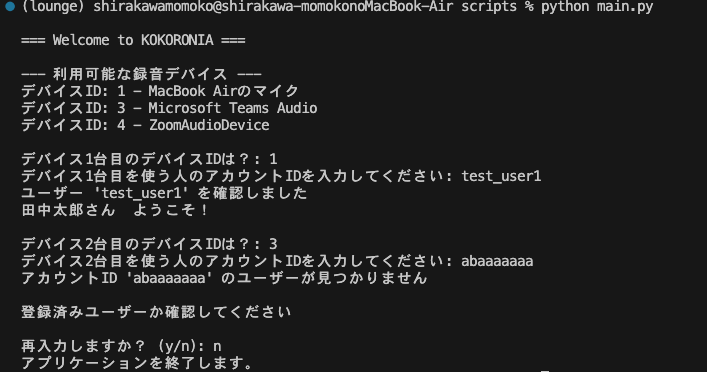 (lounge) shirakawamomoko@shirakawa-momokonoMacBook-Air scripts % python main.py
=== Welcome to KOKORONIA ===
--- 利用可能な録音デバイス ---
デバイスID: 1 - MacBook Airのマイク
デバイスID: 3 - Microsoft Teams Audio
デバイスID: 4 - ZoomAudioDevice
デバイス1台目のデバイスIDは？: 1
デバイス1台目を使う人のアカウントIDを入力してください: test_user1
ユーザー 'test_user1' を確認しました
田中太郎さん　ようこそ！
デバイス2台目のデバイスIDは？: 3
デバイス2台目を使う人のアカウントIDを入力してください: abaaaaaaa
アカウントID 'abaaaaaaa' のユーザーが見つかりません
登録済みユーザーか確認してください
再入力しますか？ (y/n): n
アプリケーションを終了します。